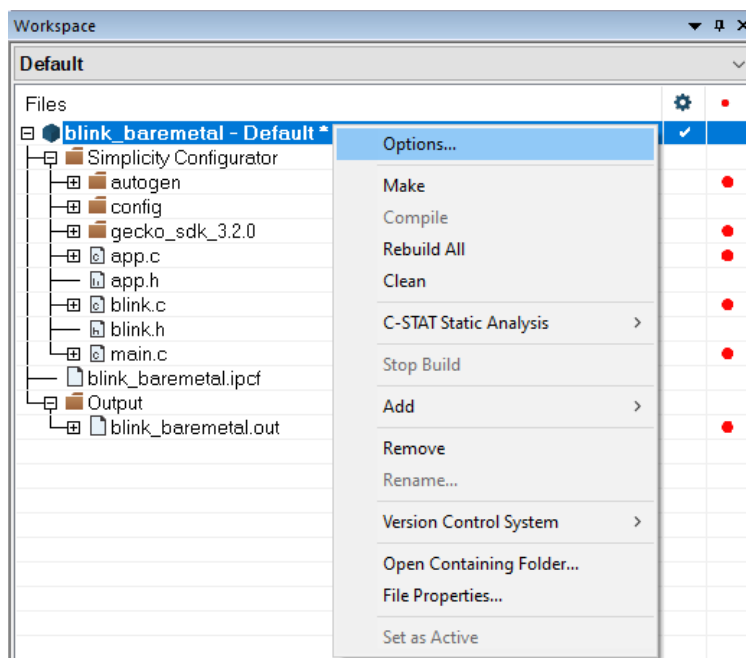 Workspace
Default
Files
blink_baremetal - Default *
Simplicity Configurator
autogen
config
gecko_sdk_3.2.0
app.c
app.h
blink.c
blink.h
main.c
blink_baremetal.ipcf
Output
blink_baremetal.out
Options...
Make
Compile
Rebuild All
Clean
C-STAT Static Analysis
Stop Build
Add
Remove
Rename...
Version Control System
Open Containing Folder...
File Properties...
Set as Active